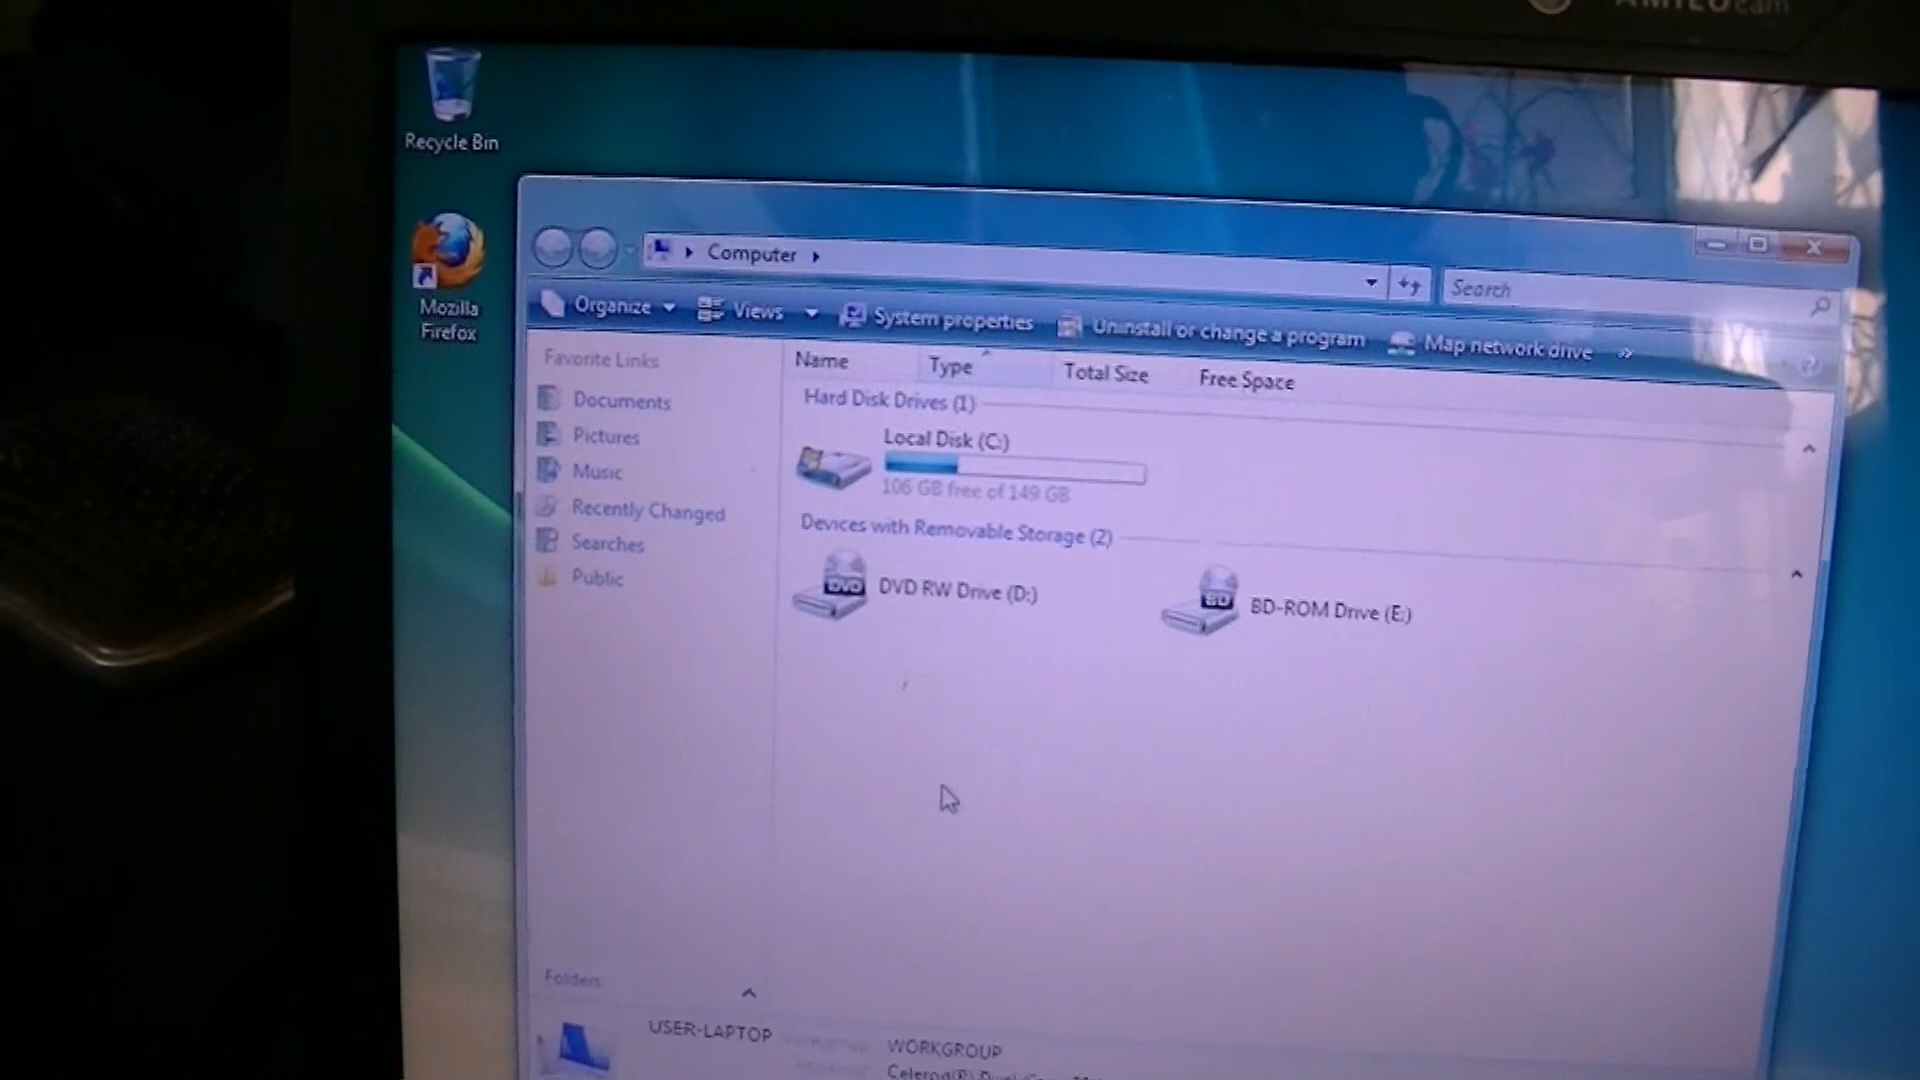 AMILO cam
Recycle Bin
Mozilla
Firefox
Computer
Search
Organize
Views
System properties
Uninstall or change a program
Map network drive
»
Favorite Links
Documents
Pictures
Music
Recently Changed
Searches
Public
Folders
Name
Type
Total Size
Free Space
Hard Disk Drives (1)
Local Disk (C:)
106 GB free of 149 GB
Devices with Removable Storage (2)
DVD
DVD RW Drive (D:)
BD
BD-ROM Drive (E:)
USER-LAPTOP
WORKGROUP
Celeron(R)